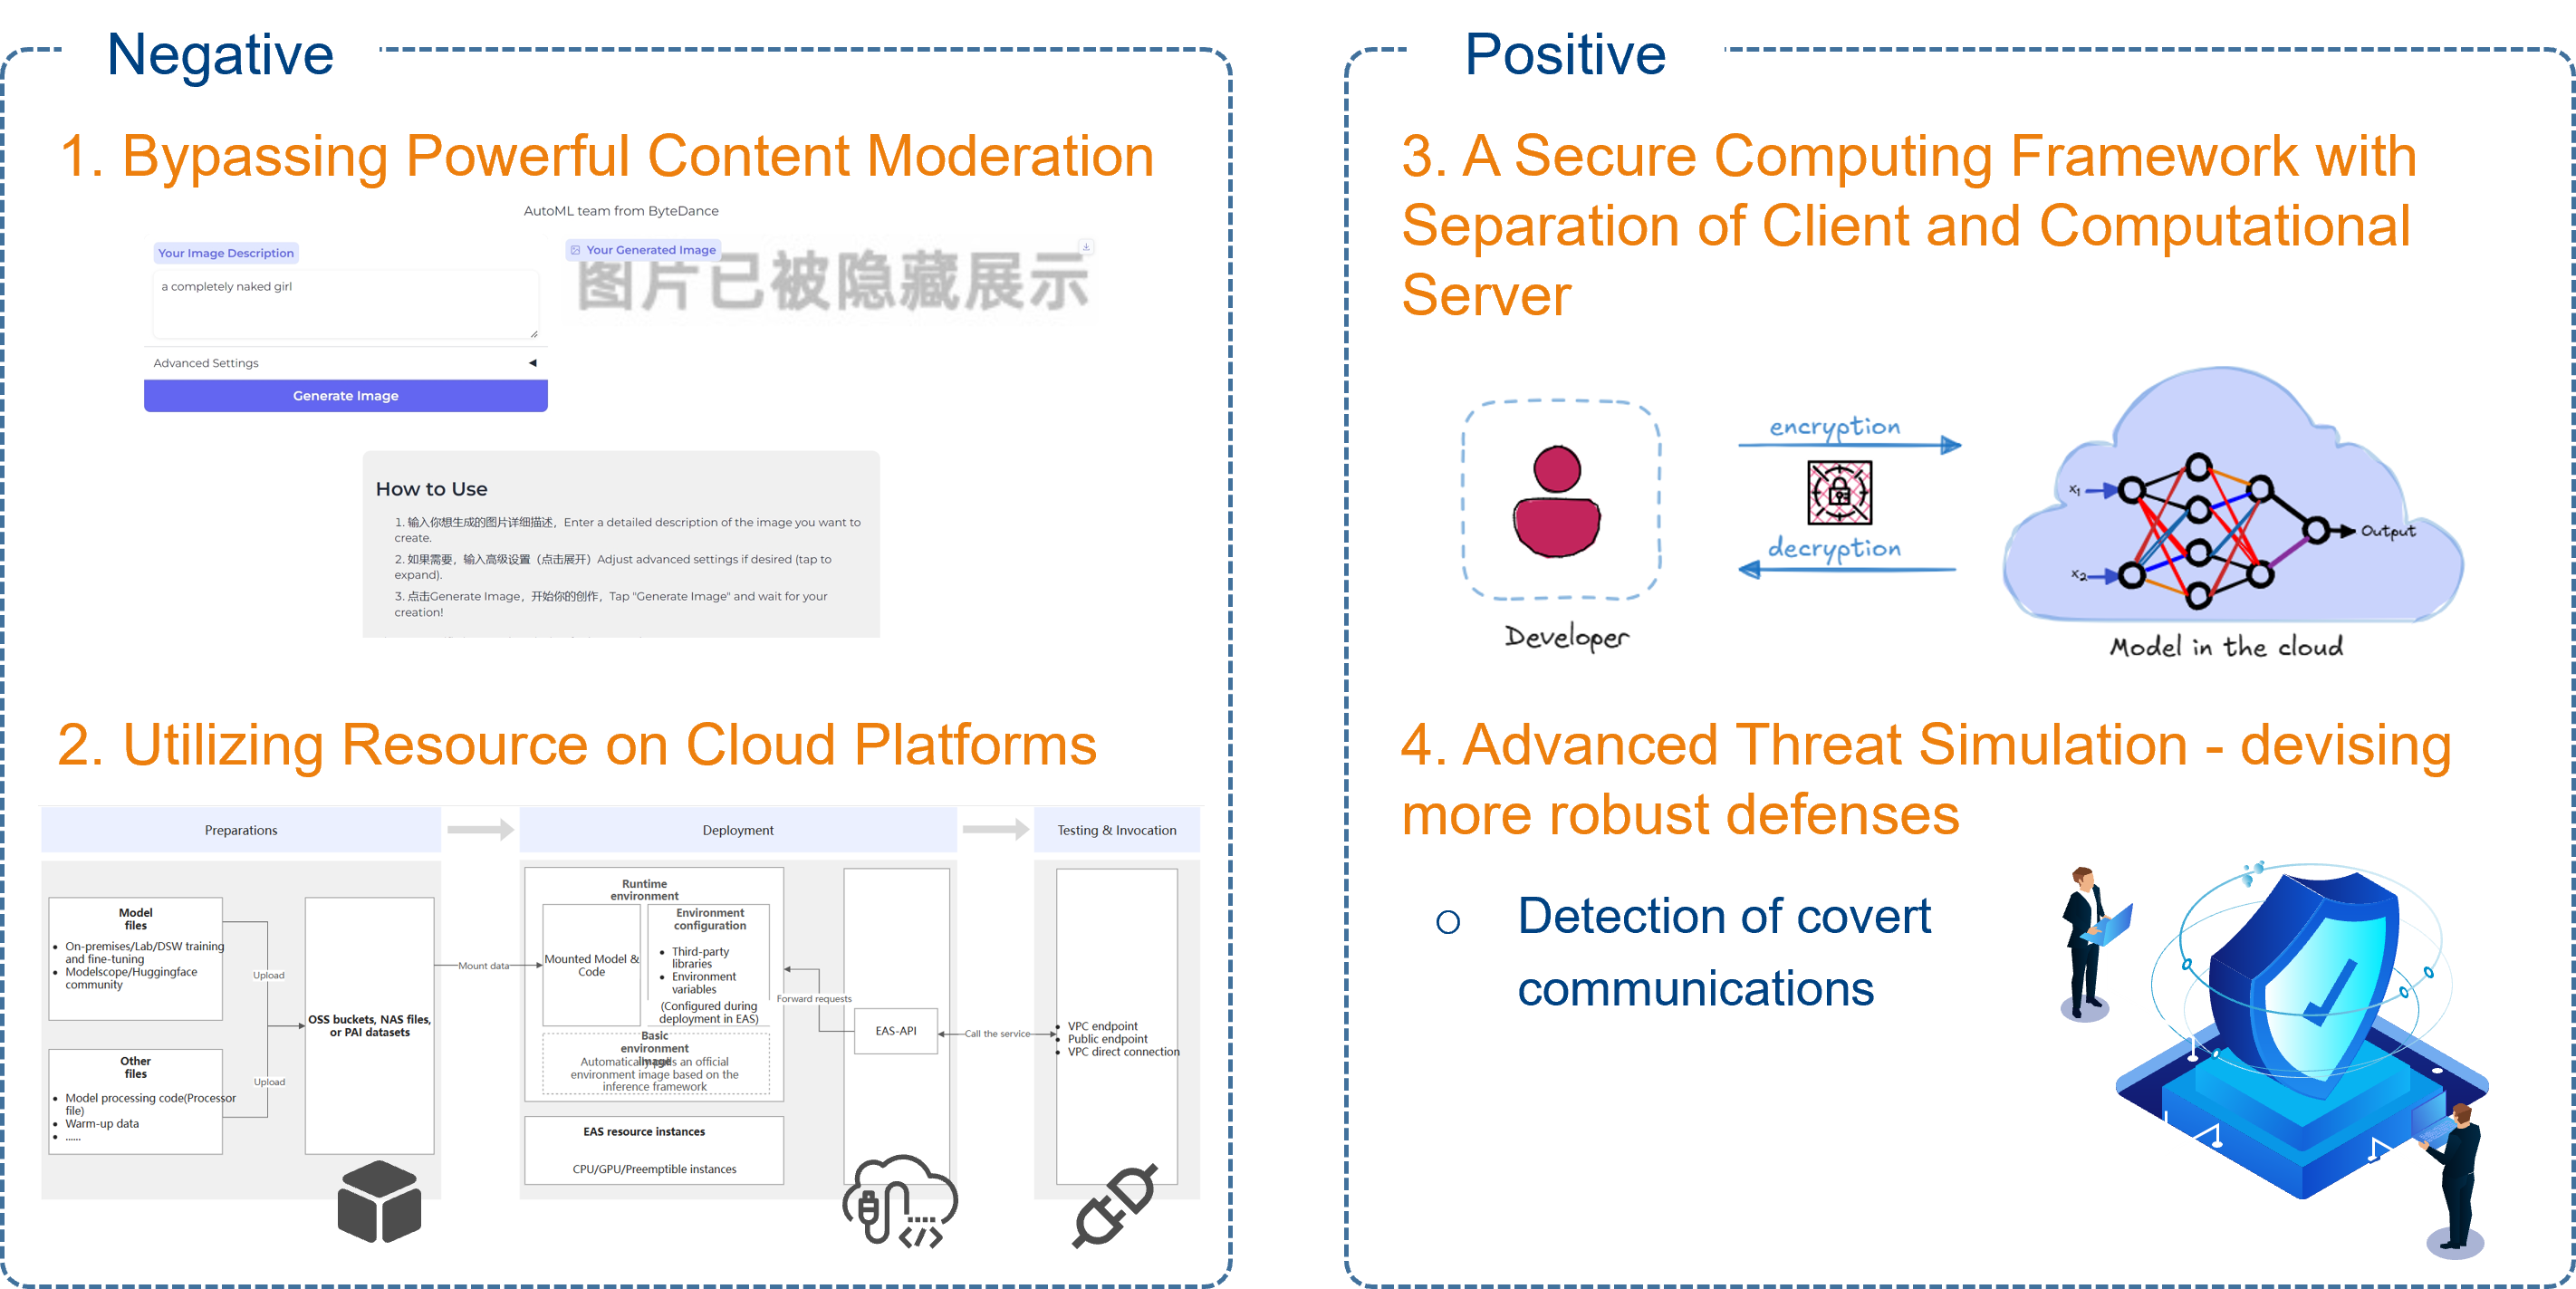 Negative
1. Bypassing Powerful Content Moderation
AutoML team from ByteDance
Your Image Description
a completely naked girl
Advanced Settings
Generate Image
Your Generated Image
图片已被隐藏展示
How to Use
1. 输入你想生成的图片详细描述，Enter a detailed description of the image you want to
create.
2. 如果需要，输入高级设置（点击展开）Adjust advanced settings if desired (tap to
expand).
3. 点击Generate Image，开始你的创作，Tap "Generate Image" and wait for your
creation!
2. Utilizing Resource on Cloud Platforms
Preparations
Model
files
• On-premises/Lab/DSW training
and fine-tuning
• Modelscope/Huggingface
community
Other
files
• Model processing code(Processor
file)
• Warm-up data
• ......
Upload
Upload
OSS buckets, NAS files,
or PAI datasets
Mount data
Deployment
Runtime
environment
Mounted Model &
Code
Environment
configuration
• Third-party
libraries
• Environment
variables
(Configured during
deployment in EAS)
Basic
environment
image
Automatically pulls an official
environment image based on the
inference framework
EAS resource instances
CPU/GPU/Preemptible instances
Forward requests
EAS-API
Call the service
Testing & Invocation
• VPC endpoint
• Public endpoint
• VPC direct connection
Positive
3. A Secure Computing Framework with
Separation of Client and Computational
Server
Developer
encryption
decryption
x1
x2
Output
Model in the cloud
4. Advanced Threat Simulation - devising
more robust defenses
o Detection of covert
communications